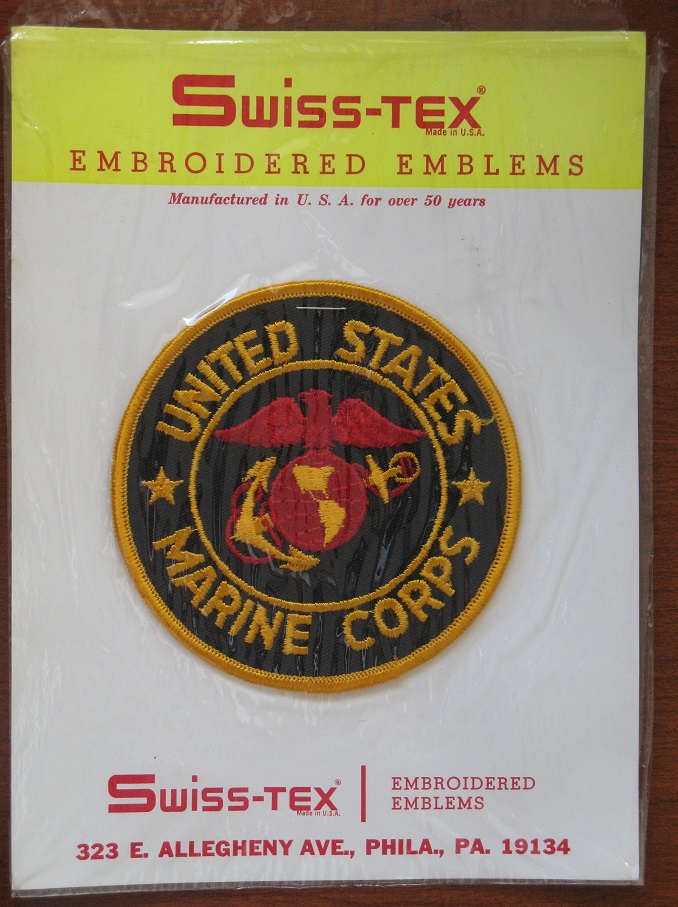 Swiss-Tex®
Made in U.S.A.
EMBROIDERED EMBLEMS
Manufactured in U. S. A. for over 50 years
UNITED STATES
MARINE CORPS
Swiss-Tex®
Made in U.S.A.
EMBROIDERED
EMBLEMS
323 E. ALLEGHENY AVE., PHILA., PA. 19134